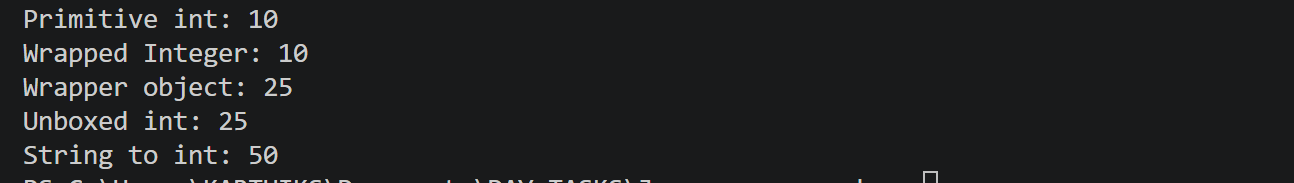 Primitive int: 10
Wrapped Integer: 10
Wrapper object: 25
Unboxed int: 25
String to int: 50